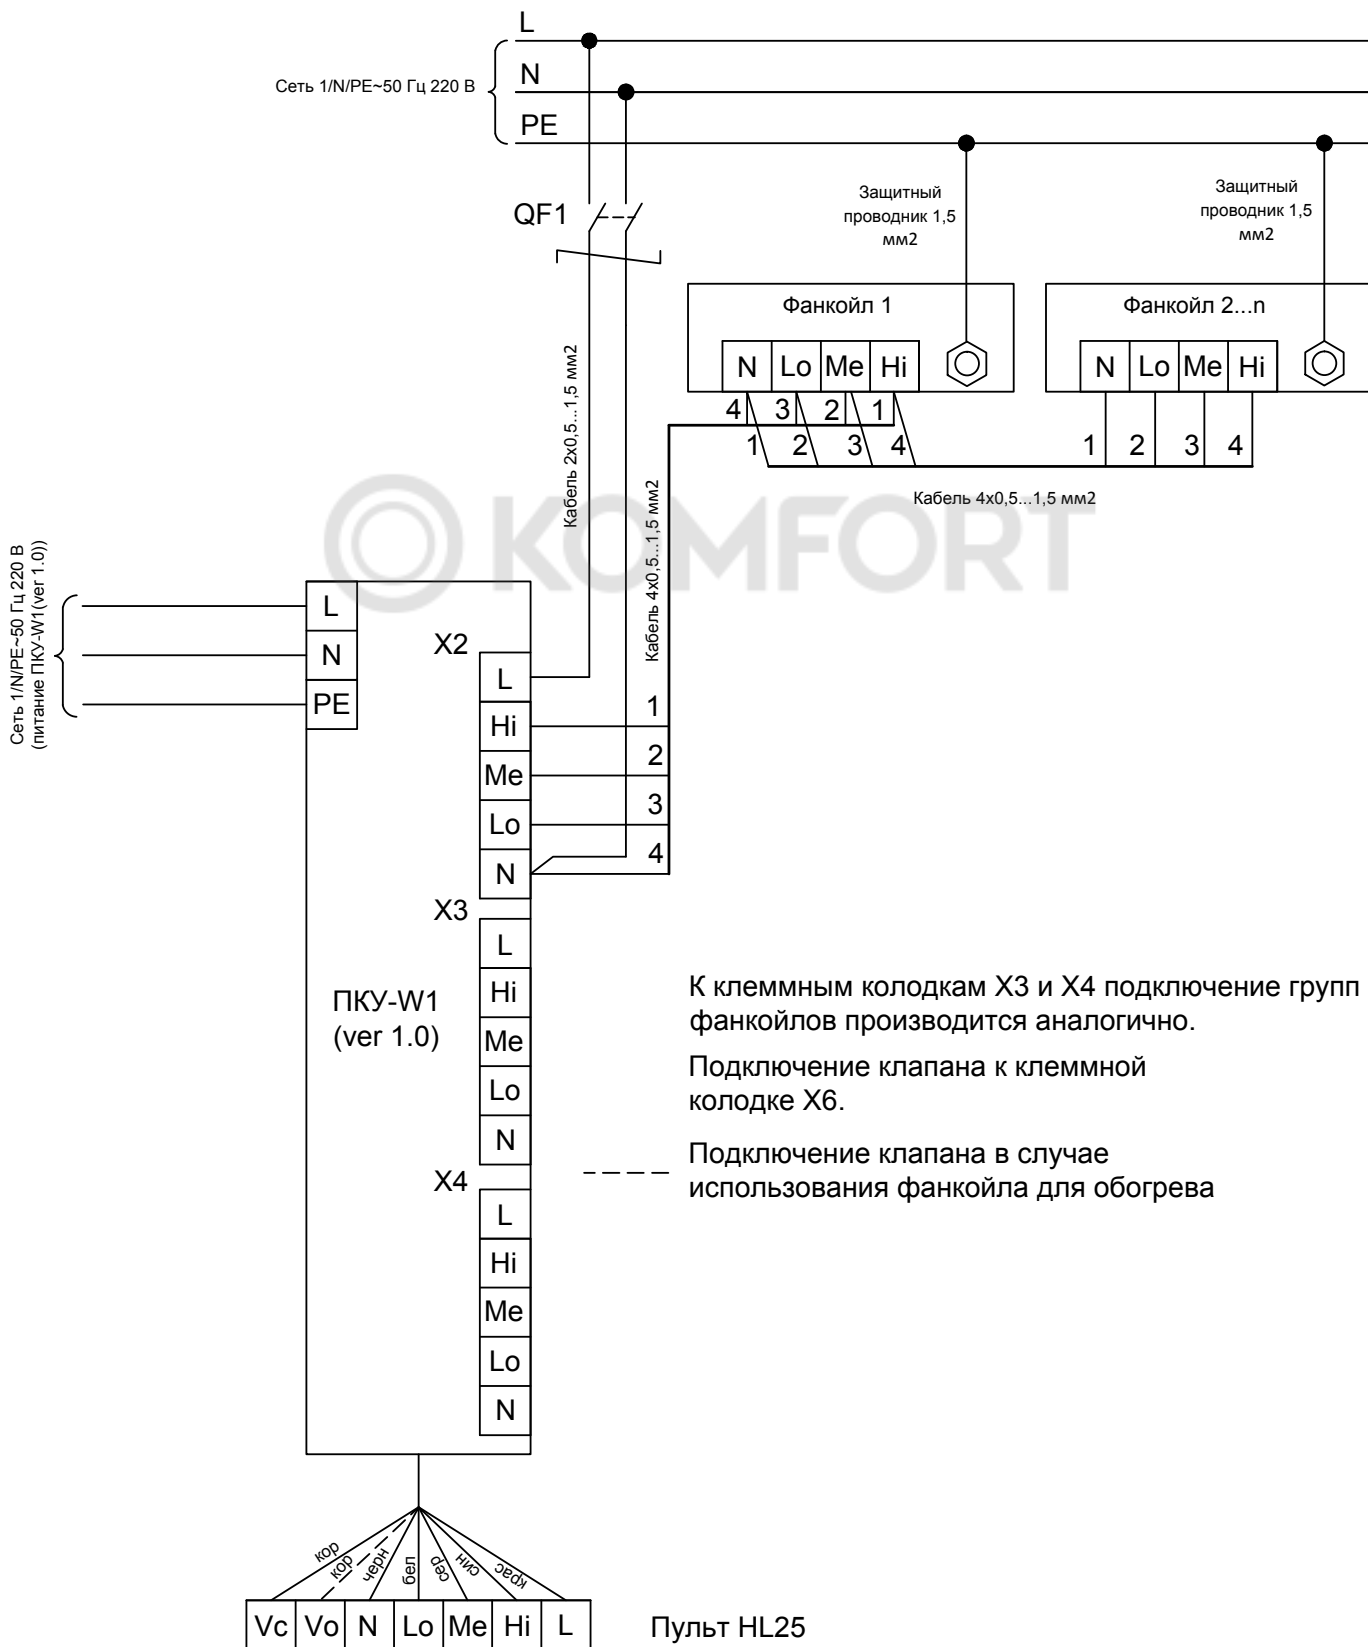 L
Сеть 1/N/PE~50 Гц 220 В
N
PE
Защитный
проводник 1,5
мм2
Защитный
проводник 1,5
мм2
QF1
Фанкойл 1
Фанкойл 2...n
N Lo Me Hi
N Lo Me Hi
4 3 2 1
1 2 3 4
1 2 3 4
Кабель 2х0,5...1,5 мм2
Кабель 4х0,5...1,5 мм2
Кабель 4х0,5...1,5 мм2
KOMFORT
Сеть 1/N/PE~50 Гц 220 В
(питание ПКУ-W1(ver 1.0))
L
N
PE
X2
L
Hi
Me
Lo
N
1
2
3
4
X3
L
Hi
Me
Lo
N
ПКУ-W1
(ver 1.0)
К клеммным колодкам X3 и X4 подключение групп
фанкойлов производится аналогично.
Подключение клапана к клеммной
колодке X6.
Подключение клапана в случае
использования фанкойла для обогрева
X4
L
Hi
Me
Lo
N
кор
кор
черн
бел
сер
син
крас
Vc Vo N Lo Me Hi L
Пульт HL25